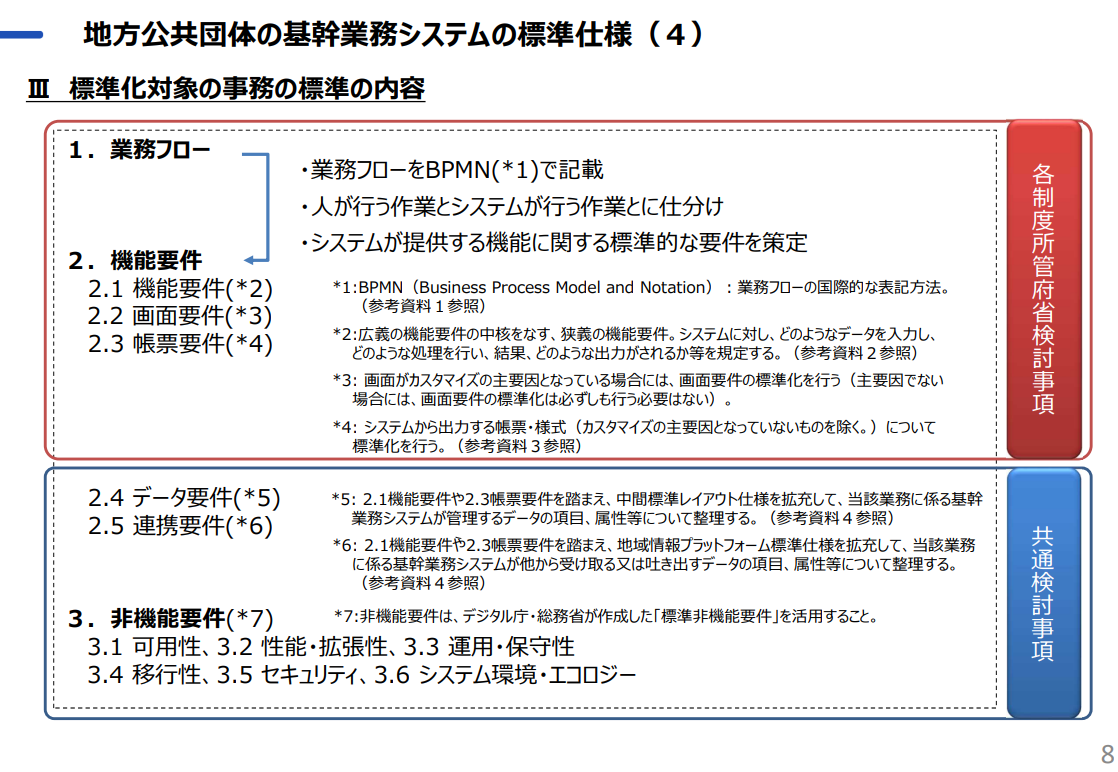 地方公共団体の基幹業務システムの標準仕様（４）
Ⅲ 標準化対象の事務の標準の内容
１．業務フロー
・業務フローをBPMN(*1)で記載
・人が行う作業とシステムが行う作業とに仕分け
・システムが提供する機能に関する標準的な要件を策定
２．機能要件
2.1 機能要件(*2)
2.2 画面要件(*3)
2.3 帳票要件(*4)
*1:BPMN（Business Process Model and Notation）：業務フローの国際的な表記方法。
（参考資料１参照）
*2:広義の機能要件の中核をなす、狭義の機能要件。システムに対し、どのようなデータを入力し、
どのような処理を行い、結果、どのような出力がされるか等を規定する。（参考資料２参照）
*3: 画面がカスタマイズの主要因となっている場合には、画面要件の標準化を行う（主要因でない
場合には、画面要件の標準化は必ずしも行う必要はない）。
*4: システムから出力する帳票・様式（カスタマイズの主要因となっていないものを除く。）について
標準化を行う。（参考資料３参照）
各制度所管府省検討事項
2.4 データ要件(*5)
2.5 連携要件(*6)
*5: 2.1機能要件や2.3帳票要件を踏まえ、中間標準レイアウト仕様を拡充して、当該業務に係る基幹
業務システムが管理するデータの項目、属性等について整理する。（参考資料４参照）
*6: 2.1機能要件や2.3帳票要件を踏まえ、地域情報プラットフォーム標準仕様を拡充して、当該業務
に係る基幹業務システムが他から受け取る又は吐き出すデータの項目、属性等について整理する。
（参考資料４参照）
３．非機能要件(*7)
*7:非機能要件は、デジタル庁・総務省が作成した「標準非機能要件」を活用すること。
3.1 可用性、3.2 性能・拡張性、3.3 運用・保守性
3.4 移行性、3.5 セキュリティ、3.6 システム環境・エコロジー
共通検討事項
8